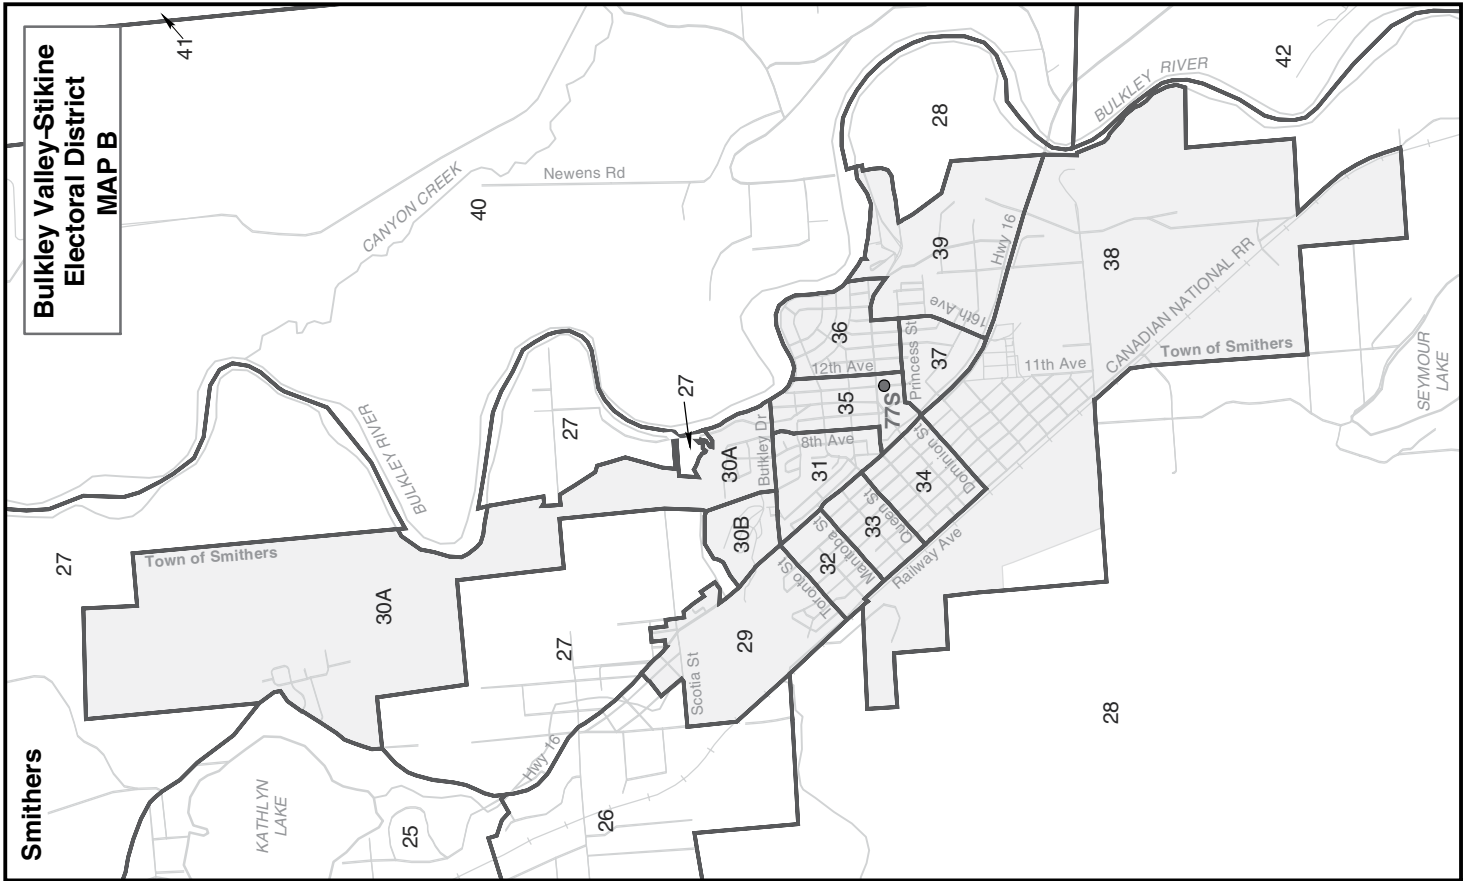 Bulkley Valley–Stikine
Electoral District
MAP B
Smithers
41
42
28
BULKLEY RIVER
CANYON CREEK
Newens Rd
40
39
Hwy 16
38
16th Ave
36
12th Ave
Princess St
37
11th Ave
CANADIAN NATIONAL RR
Town of Smithers
SEYMOUR
LAKE
27
27
35
77S
Bulkley Dr
8th Ave
30A
31
Dominion St
34
BULKLEY RIVER
Queen St
33
30B
Manitoba St
32
Toronto St
Railway Ave
27
Town of Smithers
30A
27
29
Scotia St
28
Hwy 16
26
25
KATHLYN
LAKE